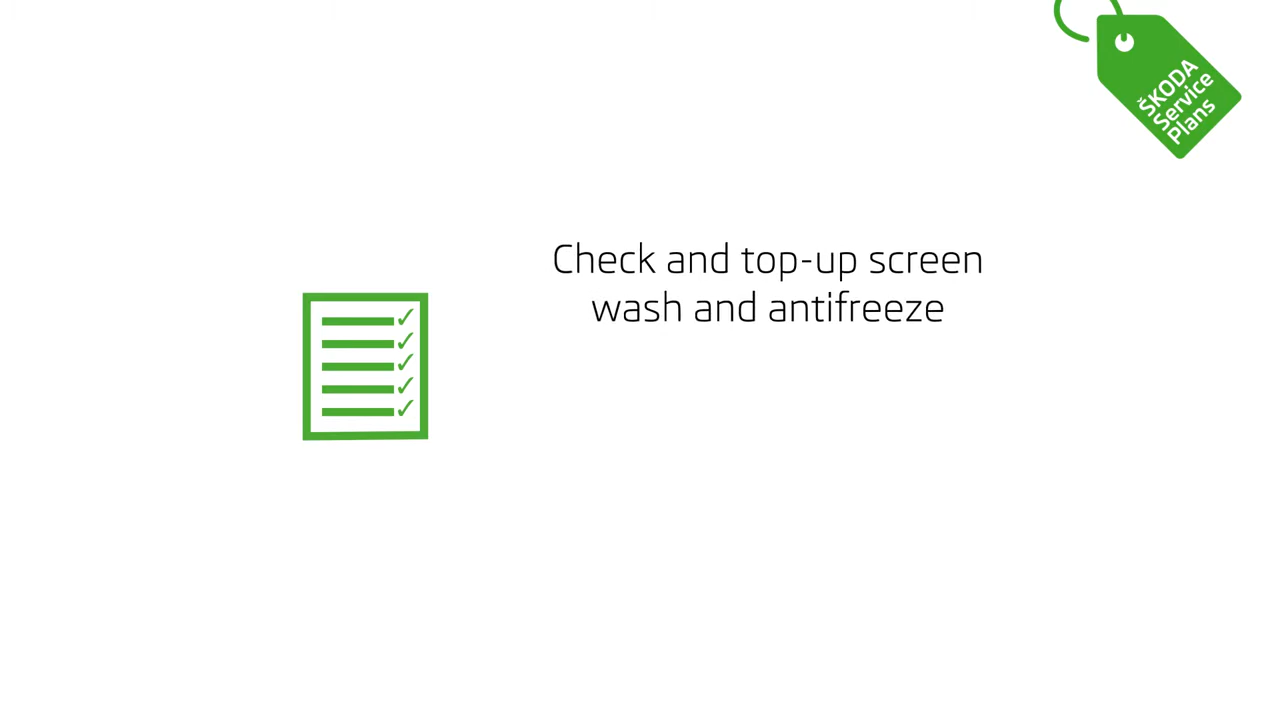 ŠKODA
Service
Plans
Check and top-up screen
wash and antifreeze